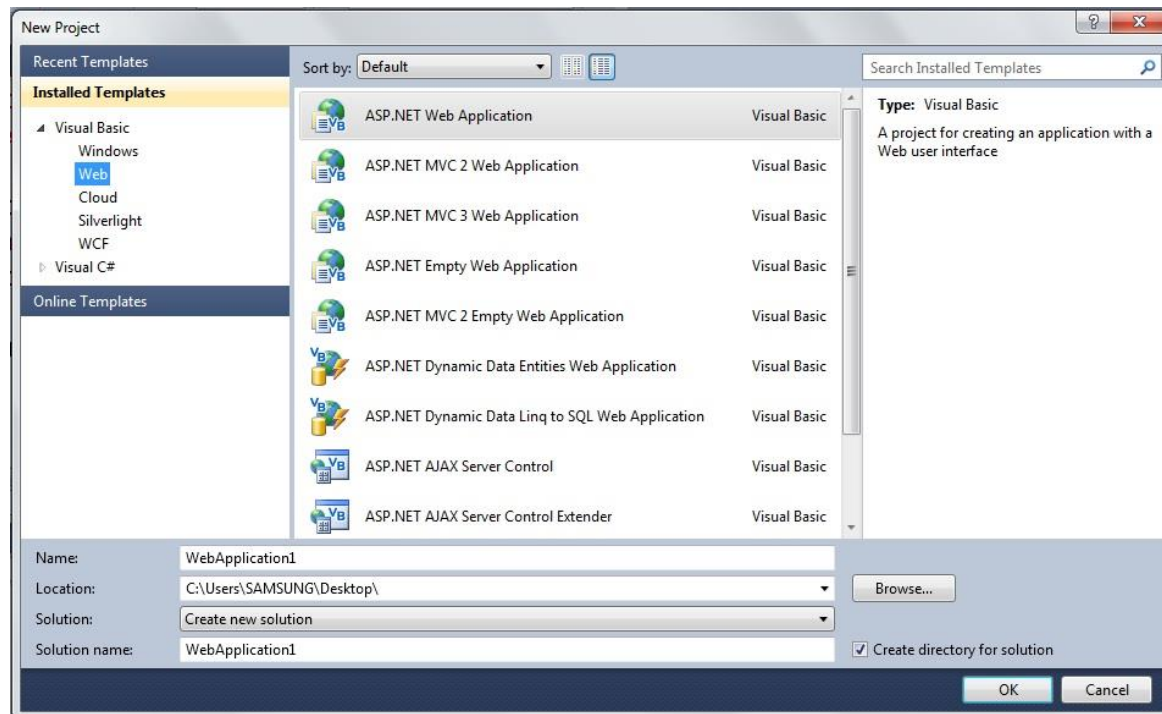 New Project
Recent Templates
Installed Templates
Visual Basic
Windows
Web
Cloud
Silverlight
WCF
Visual C#
Online Templates
Sort by: Default
Search Installed Templates
ASP.NET Web Application Visual Basic
ASP.NET MVC 2 Web Application Visual Basic
ASP.NET MVC 3 Web Application Visual Basic
ASP.NET Empty Web Application Visual Basic
ASP.NET MVC 2 Empty Web Application Visual Basic
ASP.NET Dynamic Data Entities Web Application Visual Basic
ASP.NET Dynamic Data Linq to SQL Web Application Visual Basic
ASP.NET AJAX Server Control Visual Basic
ASP.NET AJAX Server Control Extender Visual Basic
Type: Visual Basic
A project for creating an application with a
Web user interface
Name: WebApplication1
Location: C:\Users\SAMSUNG\Desktop\ Browse...
Solution: Create new solution
Solution name: WebApplication1 Create directory for solution
OK Cancel